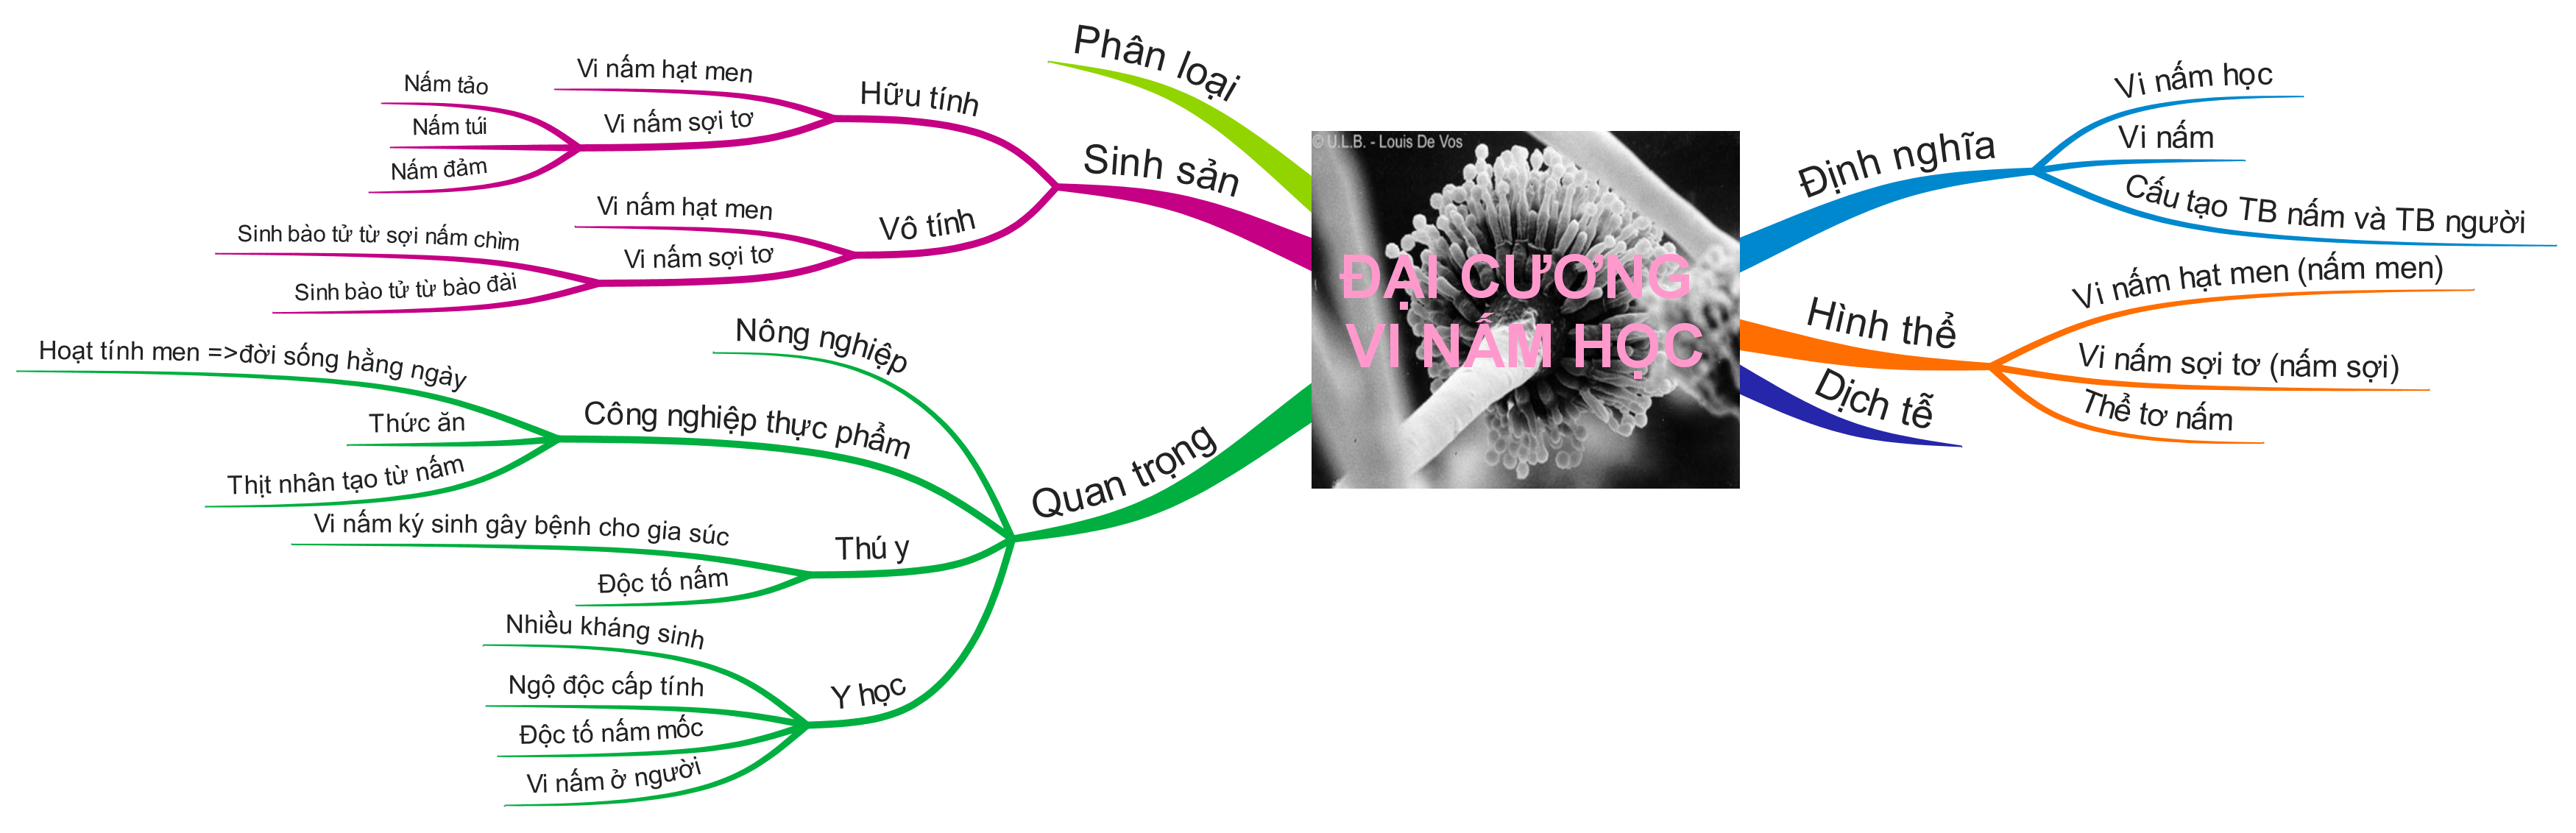 © U.L.B. - Louis De Vos
ĐẠI CƯƠNG
VI NẤM HỌC
Định nghĩa
Vi nấm học
Vi nấm
Cấu tạo TB nấm và TB người
Hình thể
Vi nấm hạt men (nấm men)
Vi nấm sợi tơ (nấm sợi)
Thể tơ nấm
Dịch tễ
Phân loại
Sinh sản
Hữu tính
Vi nấm hạt men
Vi nấm sợi tơ
Nấm tảo
Nấm túi
Nấm đảm
Vô tính
Vi nấm hạt men
Vi nấm sợi tơ
Sinh bào tử từ sợi nấm chìm
Sinh bào tử từ bào đài
Quan trọng
Nông nghiệp
Công nghiệp thực phẩm
Hoạt tính men =>đời sống hằng ngày
Thức ăn
Thịt nhân tạo từ nấm
Thú y
Vi nấm ký sinh gây bệnh cho gia súc
Độc tố nấm
Y học
Nhiều kháng sinh
Ngộ độc cấp tính
Độc tố nấm mốc
Vi nấm ở người